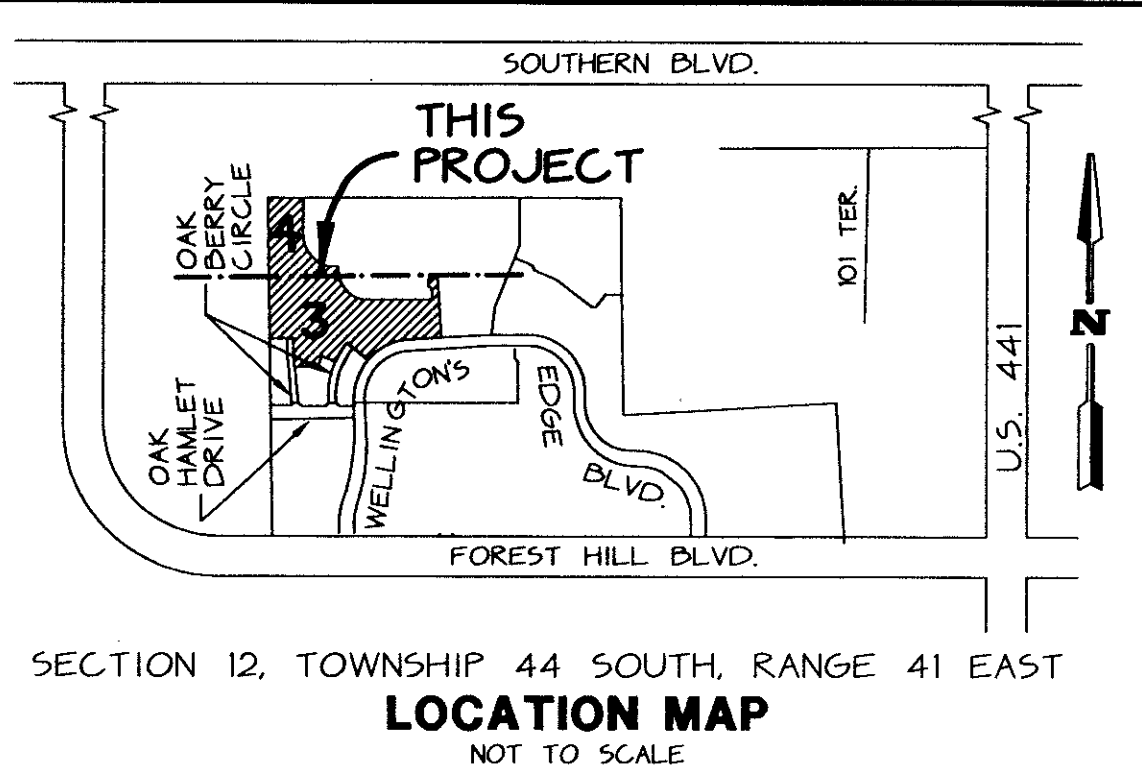 SOUTHERN BLVD.
THIS
PROJECT
OAK
BERRY
CIRCLE
4
101 TER.
N
3
U.S. 441
OAK
HAMLET
DRIVE
WELLINGTON'S
EDGE
BLVD.
FOREST HILL BLVD.
SECTION 12, TOWNSHIP 44 SOUTH, RANGE 41 EAST
LOCATION MAP
NOT TO SCALE